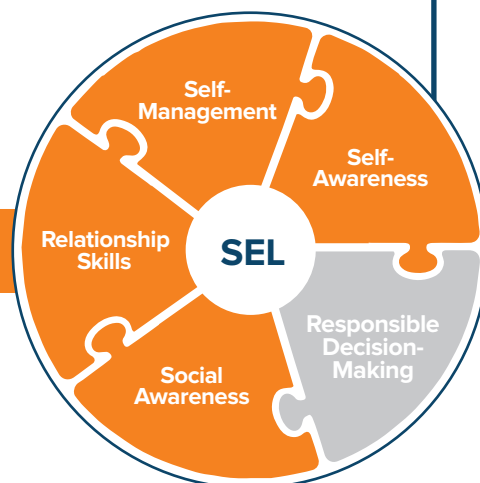 Self-
Management
Self-
Awareness
Relationship
Skills
SEL
Responsible
Decision-
Making
Social
Awareness